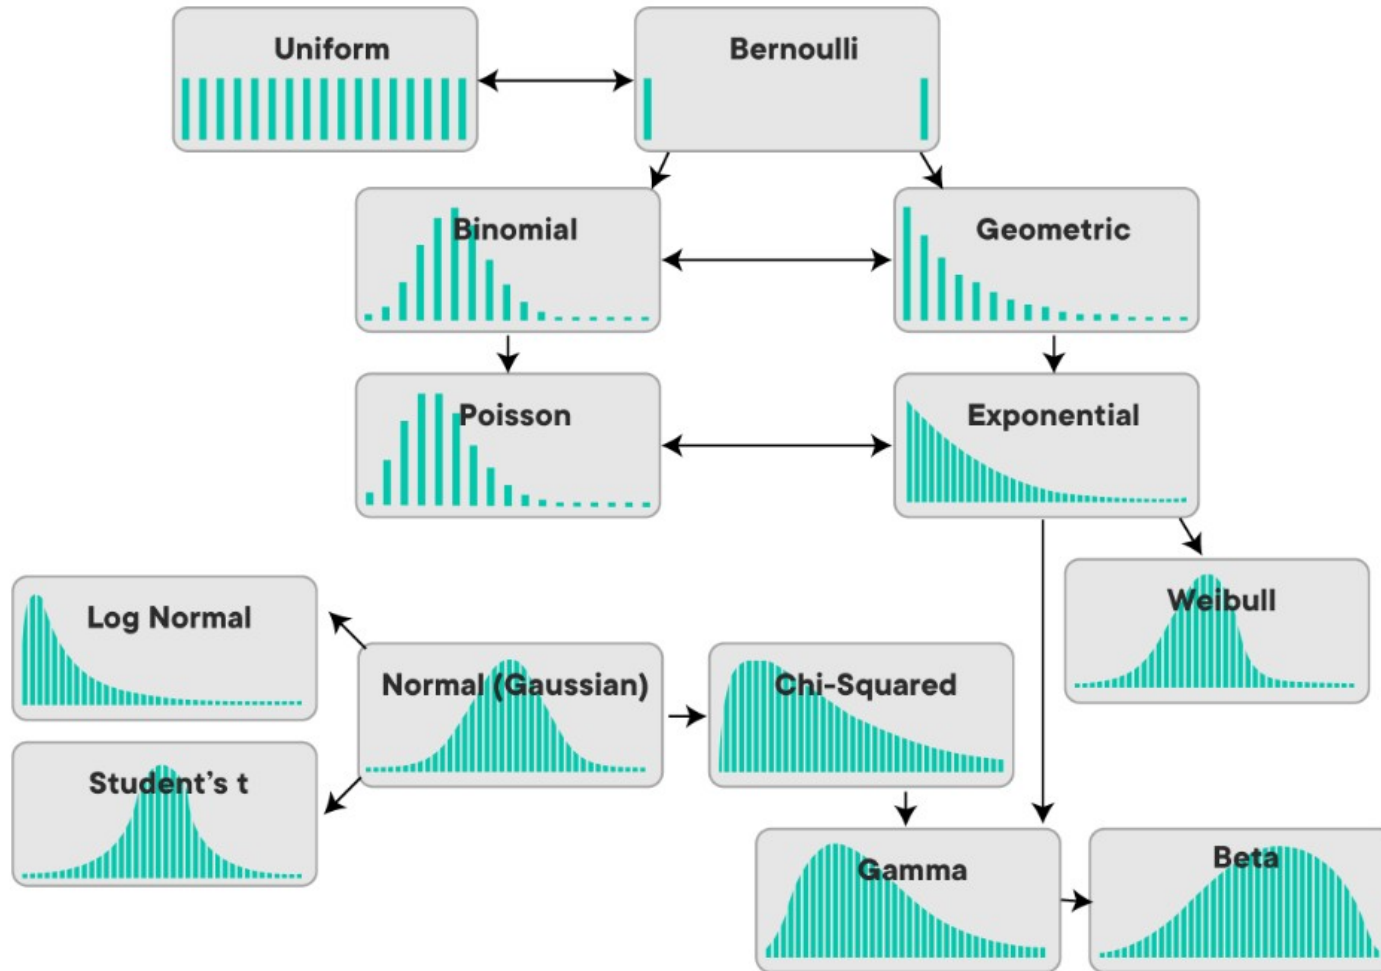 Uniform
Bernoulli
Binomial
Geometric
Poisson
Exponential
Weibull
Log Normal
Normal (Gaussian)
Chi-Squared
Student's t
Gamma
Beta